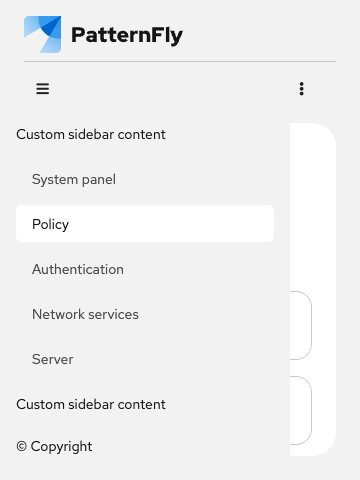 PatternFly
Custom sidebar content
System panel
Policy
Authentication
Network services
Server
Custom sidebar content
© Copyright